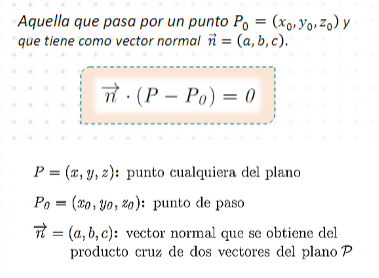 Aquella que pasa por un punto P₀ = (x₀, y₀, z₀) y
que tiene como vector normal n⃗ = (a, b, c).
n⃗ · (P − P₀) = 0
P = (x, y, z): punto cualquiera del plano
P₀ = (x₀, y₀, z₀): punto de paso
n⃗ = (a, b, c): vector normal que se obtiene del
producto cruz de dos vectores del plano 𝒫